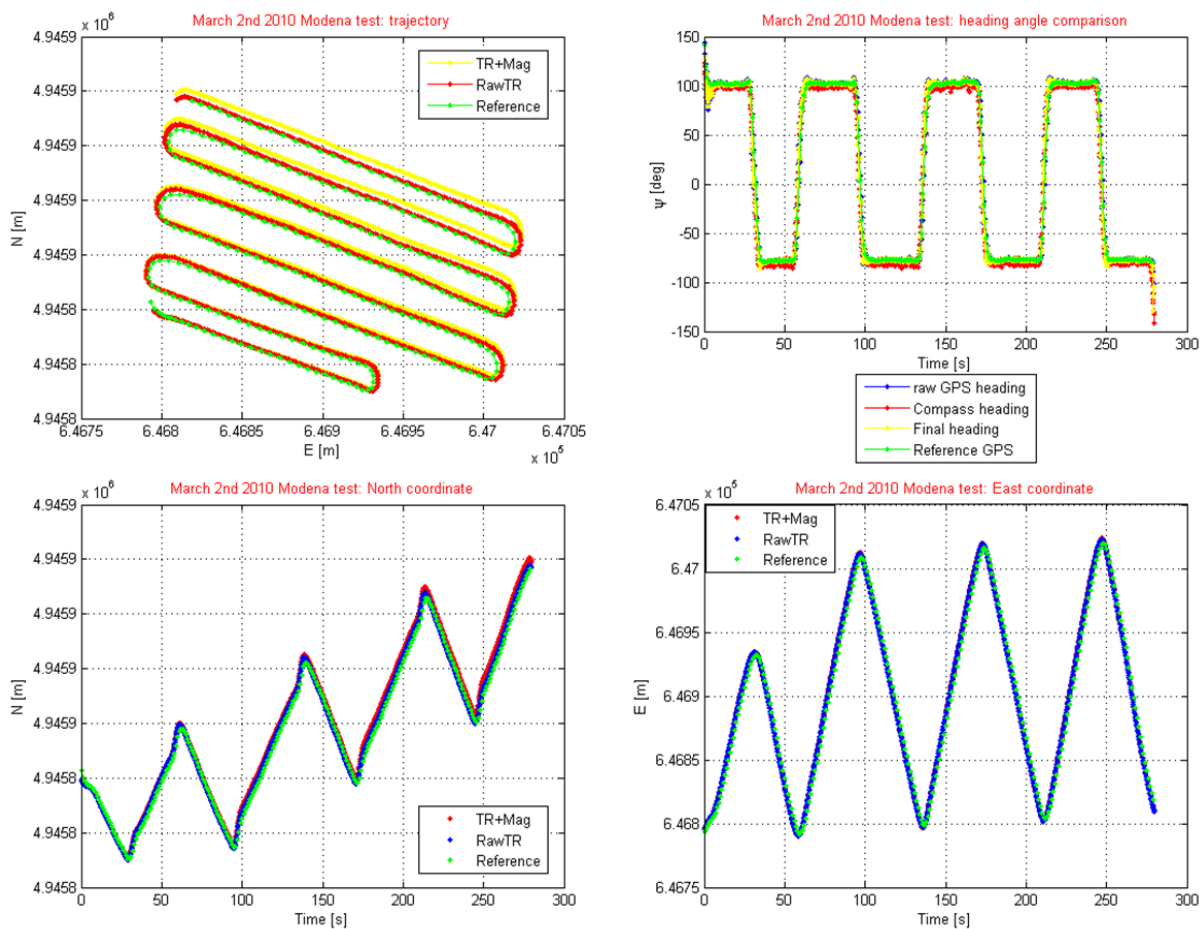 March 2nd 2010 Modena test: trajectory
x 10^6
4.9459
4.9459
4.9459
4.9459
4.9459
4.9458
4.9458
4.9458
N [m]
TR+Mag
RawTR
Reference
6.4675 6.468 6.4685 6.469 6.4695 6.47 6.4705
E [m]
x 10^5
March 2nd 2010 Modena test: heading angle comparison
150
100
50
0
-50
-100
-150
ψ [deg]
0 50 100 150 200 250 300
Time [s]
raw GPS heading
Compass heading
Final heading
Reference GPS
March 2nd 2010 Modena test: North coordinate
x 10^6
4.9459
4.9459
4.9459
4.9459
4.9459
4.9458
4.9458
4.9458
N [m]
TR+Mag
RawTR
Reference
0 50 100 150 200 250 300
Time [s]
March 2nd 2010 Modena test: East coordinate
x 10^5
6.4705
6.47
6.4695
6.469
6.4685
6.468
6.4675
E [m]
TR+Mag
RawTR
Reference
0 50 100 150 200 250 300
Time [s]